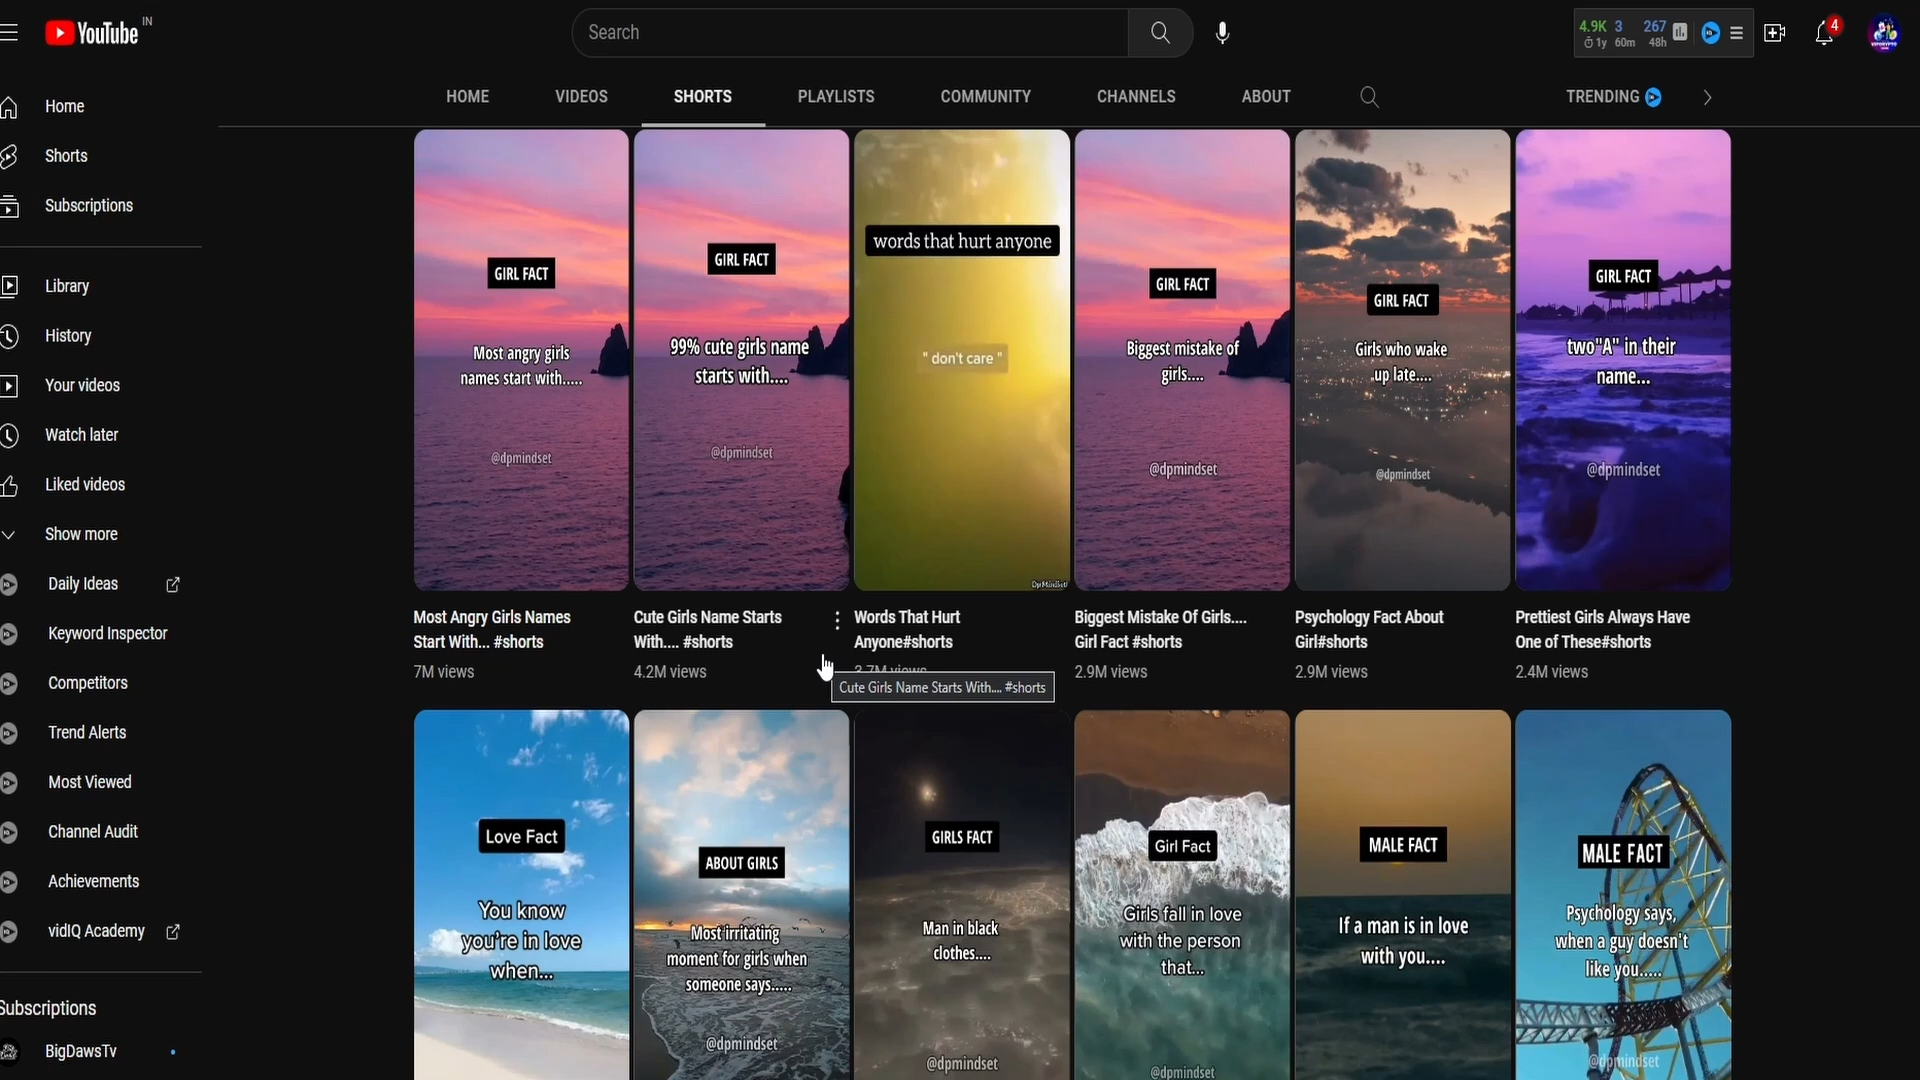 YouTube IN
Search
4.9K 3 267
1y 60m 48h
4
HOME VIDEOS SHORTS PLAYLISTS COMMUNITY CHANNELS ABOUT TRENDING
Home
Shorts
Subscriptions
Library
History
Your videos
Watch later
Liked videos
Show more
Daily Ideas
Keyword Inspector
Competitors
Trend Alerts
Most Viewed
Channel Audit
Achievements
vidIQ Academy
Subscriptions
BigDawsTv
GIRL FACT
Most angry girls
names start with.....
@dpmindset
Most Angry Girls Names
Start With... #shorts
7M views
GIRL FACT
99% cute girls name
starts with....
@dpmindset
Cute Girls Name Starts
With.... #shorts
4.2M views
words that hurt anyone
" don't care "
DpMindset
Words That Hurt
Anyone#shorts
3.7M views
Cute Girls Name Starts With.... #shorts
GIRL FACT
Biggest mistake of
girls....
@dpmindset
Biggest Mistake Of Girls....
Girl Fact #shorts
2.9M views
GIRL FACT
Girls who wake
up late....
@dpmindset
Psychology Fact About
Girl#shorts
2.9M views
GIRL FACT
two"A" in their
name...
@dpmindset
Prettiest Girls Always Have
One of These#shorts
2.4M views
Love Fact
You know
you're in love
when...
ABOUT GIRLS
Most irritating
moment for girls when
someone says.....
@dpmindset
GIRLS FACT
Man in black
clothes....
@dpmindset
Girl Fact
Girls fall in love
with the person
that...
@dpmindset
MALE FACT
If a man is in love
with you....
MALE FACT
Psychology says,
when a guy doesn't
like you.....
@dpmindset